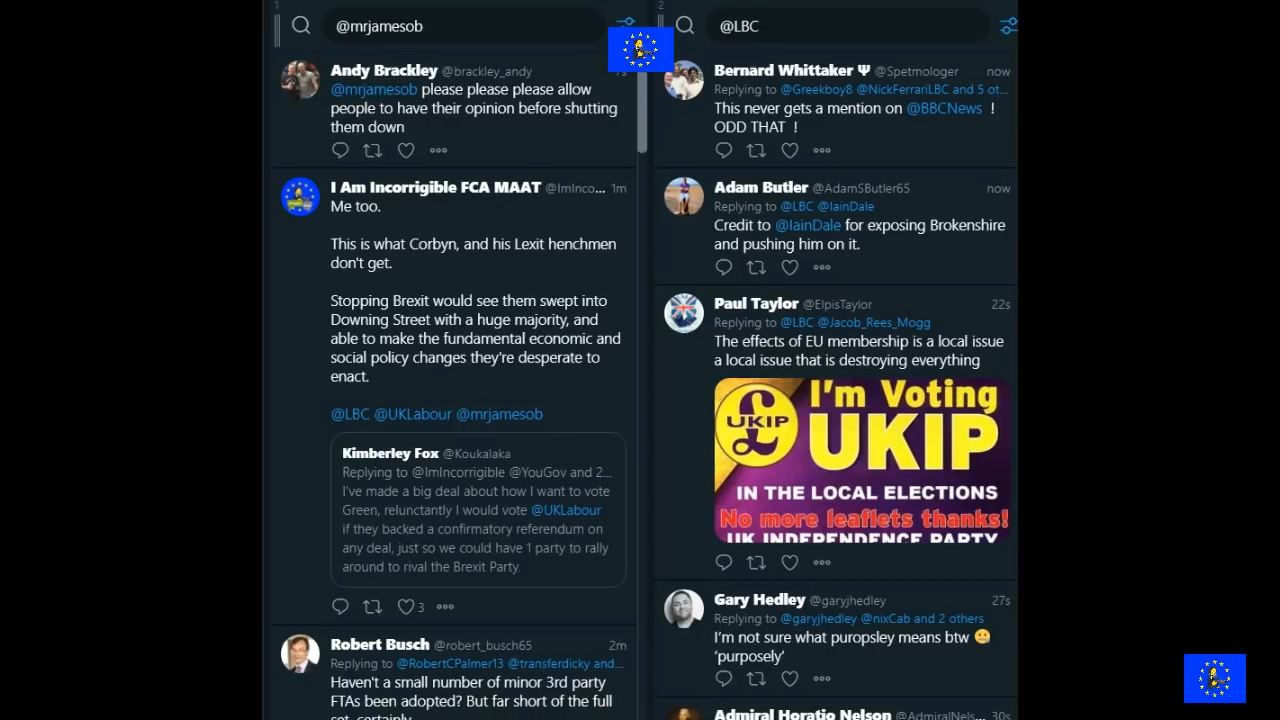 1
@mrjamesob
Andy Brackley @brackley_andy 7s
@mrjamesob please please please allow
people to have their opinion before shutting
them down
I Am Incorrigible FCA MAAT @ImInco... 1m
Me too.
This is what Corbyn, and his Lexit henchmen
don't get.
Stopping Brexit would see them swept into
Downing Street with a huge majority, and
able to make the fundamental economic and
social policy changes they're desperate to
enact.
@LBC @UKLabour @mrjamesob
Kimberley Fox @Koukalaka
Replying to @ImIncorrigible @YouGov and 2...
I've made a big deal about how I want to vote
Green, relunctantly I would vote @UKLabour
if they backed a confirmatory referendum on
any deal, just so we could have 1 party to rally
around to rival the Brexit Party.
3
Robert Busch @robert_busch65 2m
Replying to @RobertCPalmer13 @transferdicky and...
Haven't a small number of minor 3rd party
FTAs been adopted? But far short of the full
set, certainly
2
@LBC
Bernard Whittaker Ψ @Spetmologer now
Replying to @Greekboy8 @NickFerrariLBC and 5 ot...
This never gets a mention on @BBCNews !
ODD THAT !
Adam Butler @AdamSButler65 now
Replying to @LBC @IainDale
Credit to @IainDale for exposing Brokenshire
and pushing him on it.
Paul Taylor @ElpisTaylor 22s
Replying to @LBC @Jacob_Rees_Mogg
The effects of EU membership is a local issue
a local issue that is destroying everything
I'm Voting
UKIP
UKIP
IN THE LOCAL ELECTIONS
No more leaflets thanks!
UK INDEPENDENCE PARTY
Gary Hedley @garyjhedley 27s
Replying to @garyjhedley @nixCab and 2 others
I'm not sure what puropsley means btw 🤐
'purposely'
Admiral Horatio Nelson @AdmiralNels... 30s